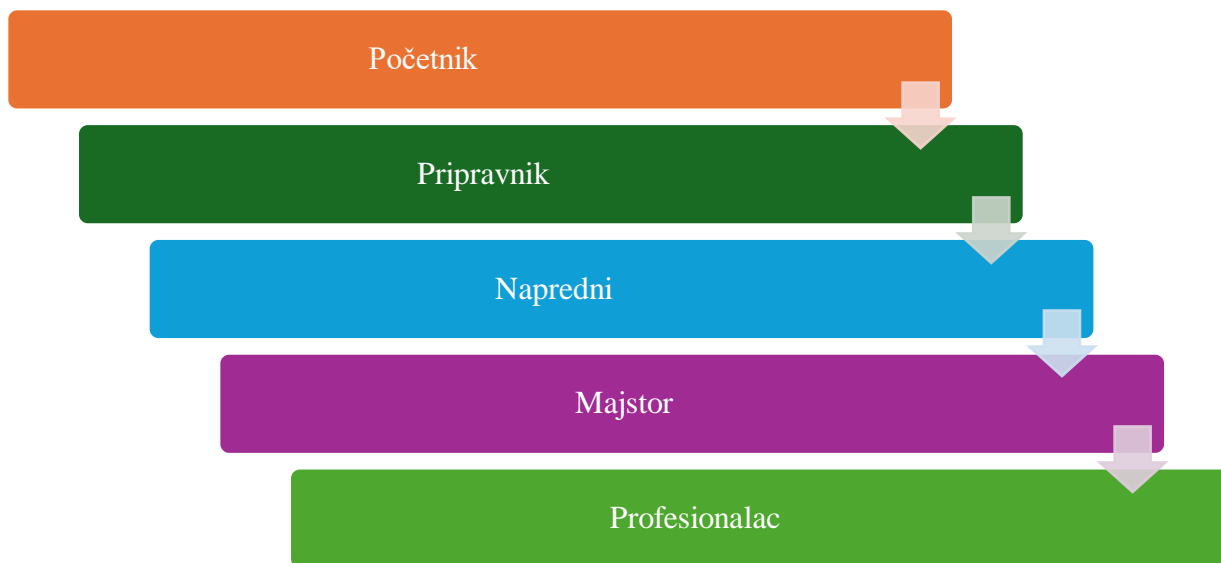 Početnik
Pripravnik
Napredni
Majstor
Profesionalac